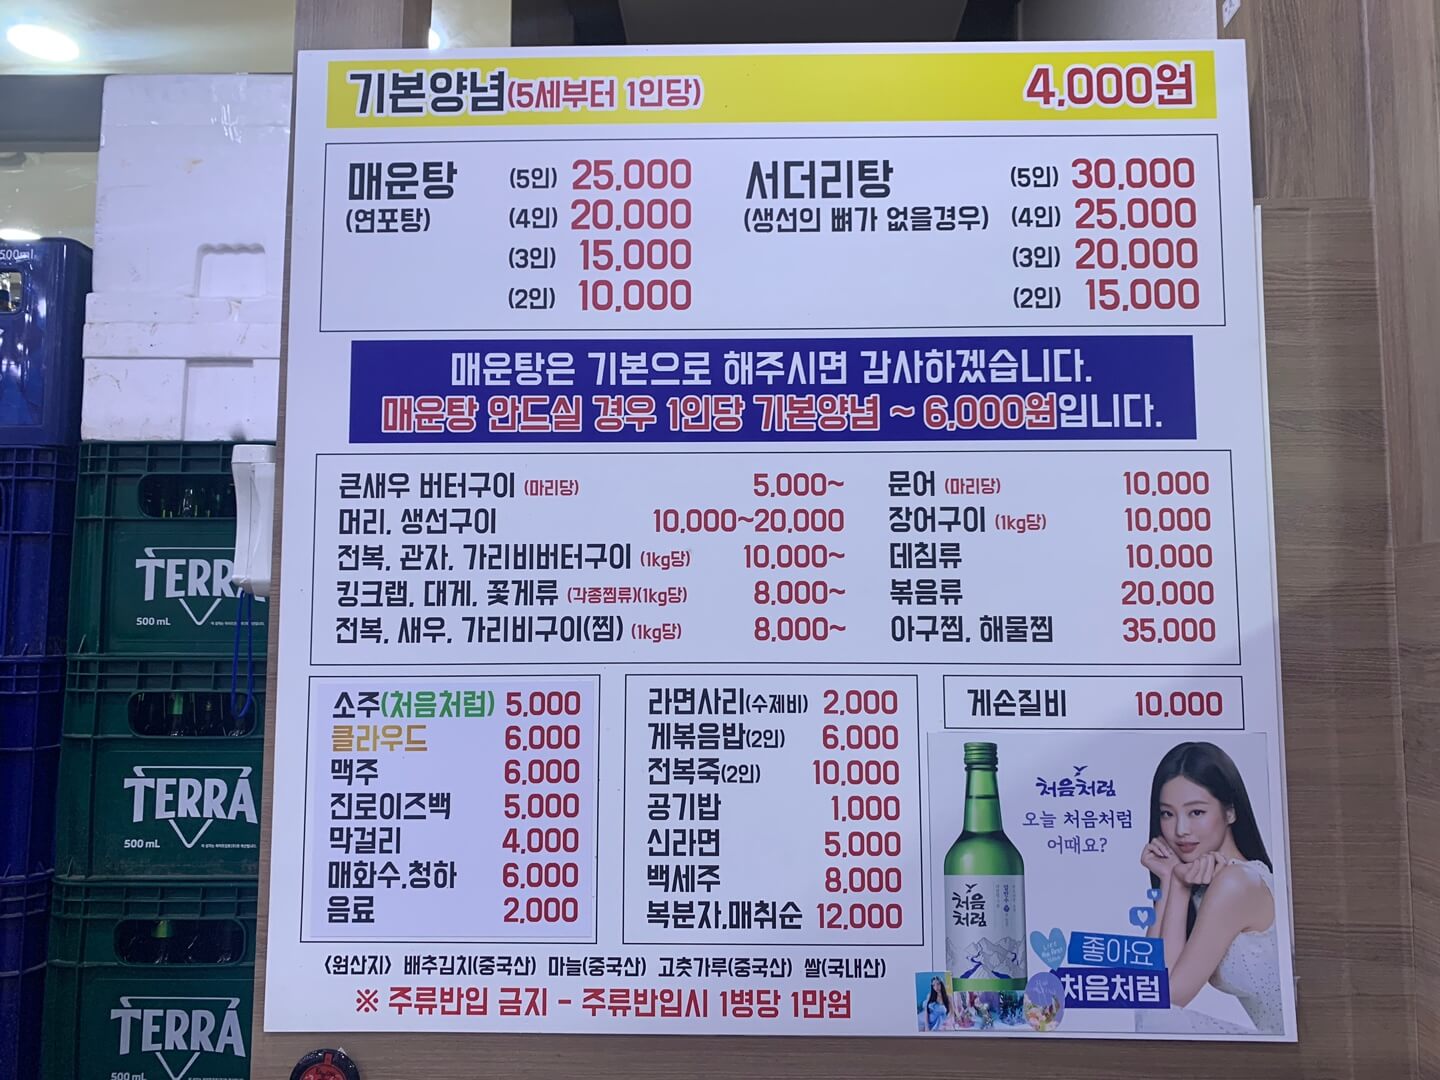 기본양념(5세부터 1인당) 4,000원
매운탕 (5인) 25,000
(연포탕) (4인) 20,000
(3인) 15,000
(2인) 10,000
서더리탕 (5인) 30,000
(생선의 뼈가 없을경우) (4인) 25,000
(3인) 20,000
(2인) 15,000
매운탕은 기본으로 해주시면 감사하겠습니다.
매운탕 안드실 경우 1인당 기본양념 ~ 6,000원입니다.
큰새우 버터구이 (마리당) 5,000~
머리, 생선구이 10,000~20,000
전복, 관자, 가리비버터구이 (1kg당) 10,000~
킹크랩, 대게, 꽃게류 (각종찜류)(1kg당) 8,000~
전복, 새우, 가리비구이(찜) (1kg당) 8,000~
문어 (마리당) 10,000
장어구이 (1kg당) 10,000
데침류 10,000
볶음류 20,000
아구찜, 해물찜 35,000
소주(처음처럼) 5,000
클라우드 6,000
맥주 6,000
진로이즈백 5,000
막걸리 4,000
매화수,청하 6,000
음료 2,000
라면사리(수제비) 2,000
게볶음밥(2인) 6,000
전복죽(2인) 10,000
공기밥 1,000
신라면 5,000
백세주 8,000
복분자,매취순 12,000
게손질비 10,000
처음처럼
오늘 처음처럼
어때요?
처음
처럼
좋아요
처음처럼
<원산지> 배추김치(중국산) 마늘(중국산) 고춧가루(중국산) 쌀(국내산)
※ 주류반입 금지 - 주류반입시 1병당 1만원
500ml
TERRA
500 mL
TERRA
500 mL
TERRA
500 mL